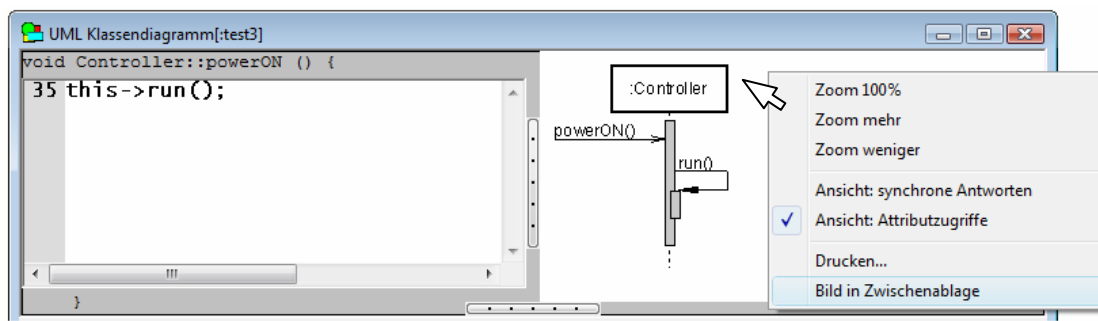 UML Klassendiagramm[:test3]
void Controller::powerON () {
35 this->run();
}
:Controller
powerON()
run()
Zoom 100%
Zoom mehr
Zoom weniger
Ansicht: synchrone Antworten
Ansicht: Attributzugriffe
Drucken...
Bild in Zwischenablage